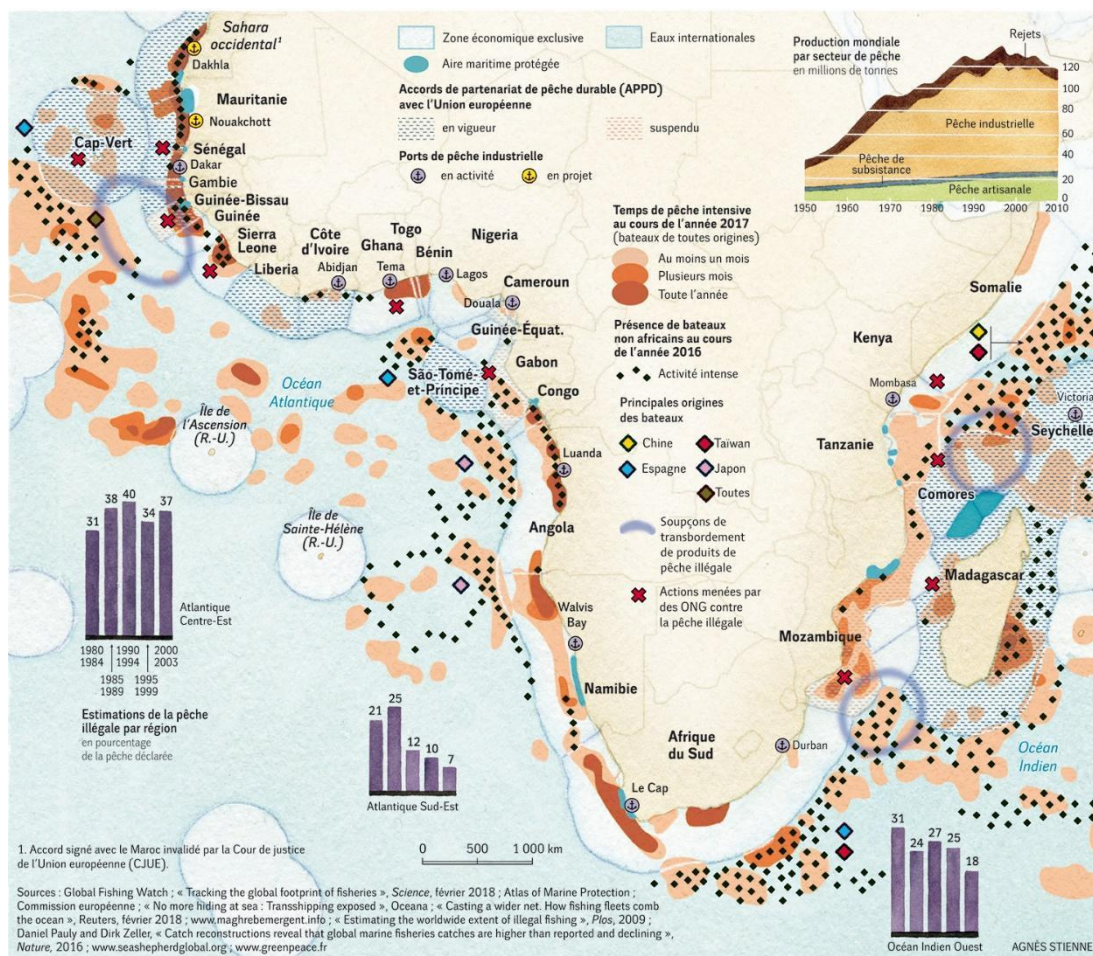 Sahara
occidental¹
Dakhla
Mauritanie
Nouakchott
Cap-Vert
Sénégal
Dakar
Gambie
Guinée-Bissau
Guinée
Sierra
Leone
Liberia
Côte
d'Ivoire
Abidjan
Ghana
Tema
Togo
Bénin
Lagos
Nigeria
Cameroun
Douala
Guinée-Équat.
Gabon
São-Tomé-
et-Príncipe
Congo
Luanda
Angola
Walvis
Bay
Namibie
Afrique
du Sud
Le Cap
Durban
Mozambique
Madagascar
Comores
Tanzanie
Mombasa
Kenya
Somalie
Victoria
Seychelle
Océan
Atlantique
Île de
l'Ascension
(R.-U.)
Île de
Sainte-Hélène
(R.-U.)
Océan
Indien
Zone économique exclusive
Eaux internationales
Aire maritime protégée
Accords de partenariat de pêche durable (APPD)
avec l'Union européenne
en vigueur
suspendu
Ports de pêche industrielle
en activité
en projet
Production mondiale
par secteur de pêche
en millions de tonnes
Rejets
Pêche industrielle
Pêche de
subsistance
Pêche artisanale
120
100
80
60
40
20
0
1950 1960 1970 1980 1990 2000 2010
Temps de pêche intensive
au cours de l'année 2017
(bateaux de toutes origines)
Au moins un mois
Plusieurs mois
Toute l'année
Présence de bateaux
non africains au cours
de l'année 2016
Activité intense
Principales origines
des bateaux
Chine
Taïwan
Espagne
Japon
Toutes
Soupçons de
transbordement
de produits de
pêche illégale
Actions menées par
des ONG contre
la pêche illégale
31 38 40 34 37
Atlantique
Centre-Est
1980 1990 2000
1984 1994 2003
1985 1995
1989 1999
Estimations de la pêche
illégale par région
en pourcentage
de la pêche déclarée
21 25 12 10 7
Atlantique Sud-Est
31 24 27 25 18
Océan Indien Ouest
0 500 1 000 km
1. Accord signé avec le Maroc invalidé par la Cour de justice
de l'Union européenne (CJUE).
Sources : Global Fishing Watch ; « Tracking the global footprint of fisheries », Science, février 2018 ; Atlas of Marine Protection ;
Commission européenne ; « No more hiding at sea : Transshipping exposed », Oceana ; « Casting a wider net. How fishing fleets comb
the ocean », Reuters, février 2018 ; www.maghrebemergent.info ; « Estimating the worldwide extent of illegal fishing », Plos, 2009 ;
Daniel Pauly and Dirk Zeller, « Catch reconstructions reveal that global marine fisheries catches are higher than reported and declining »,
Nature, 2016 ; www.seashepherdglobal.org ; www.greenpeace.fr
AGNÈS STIENNE